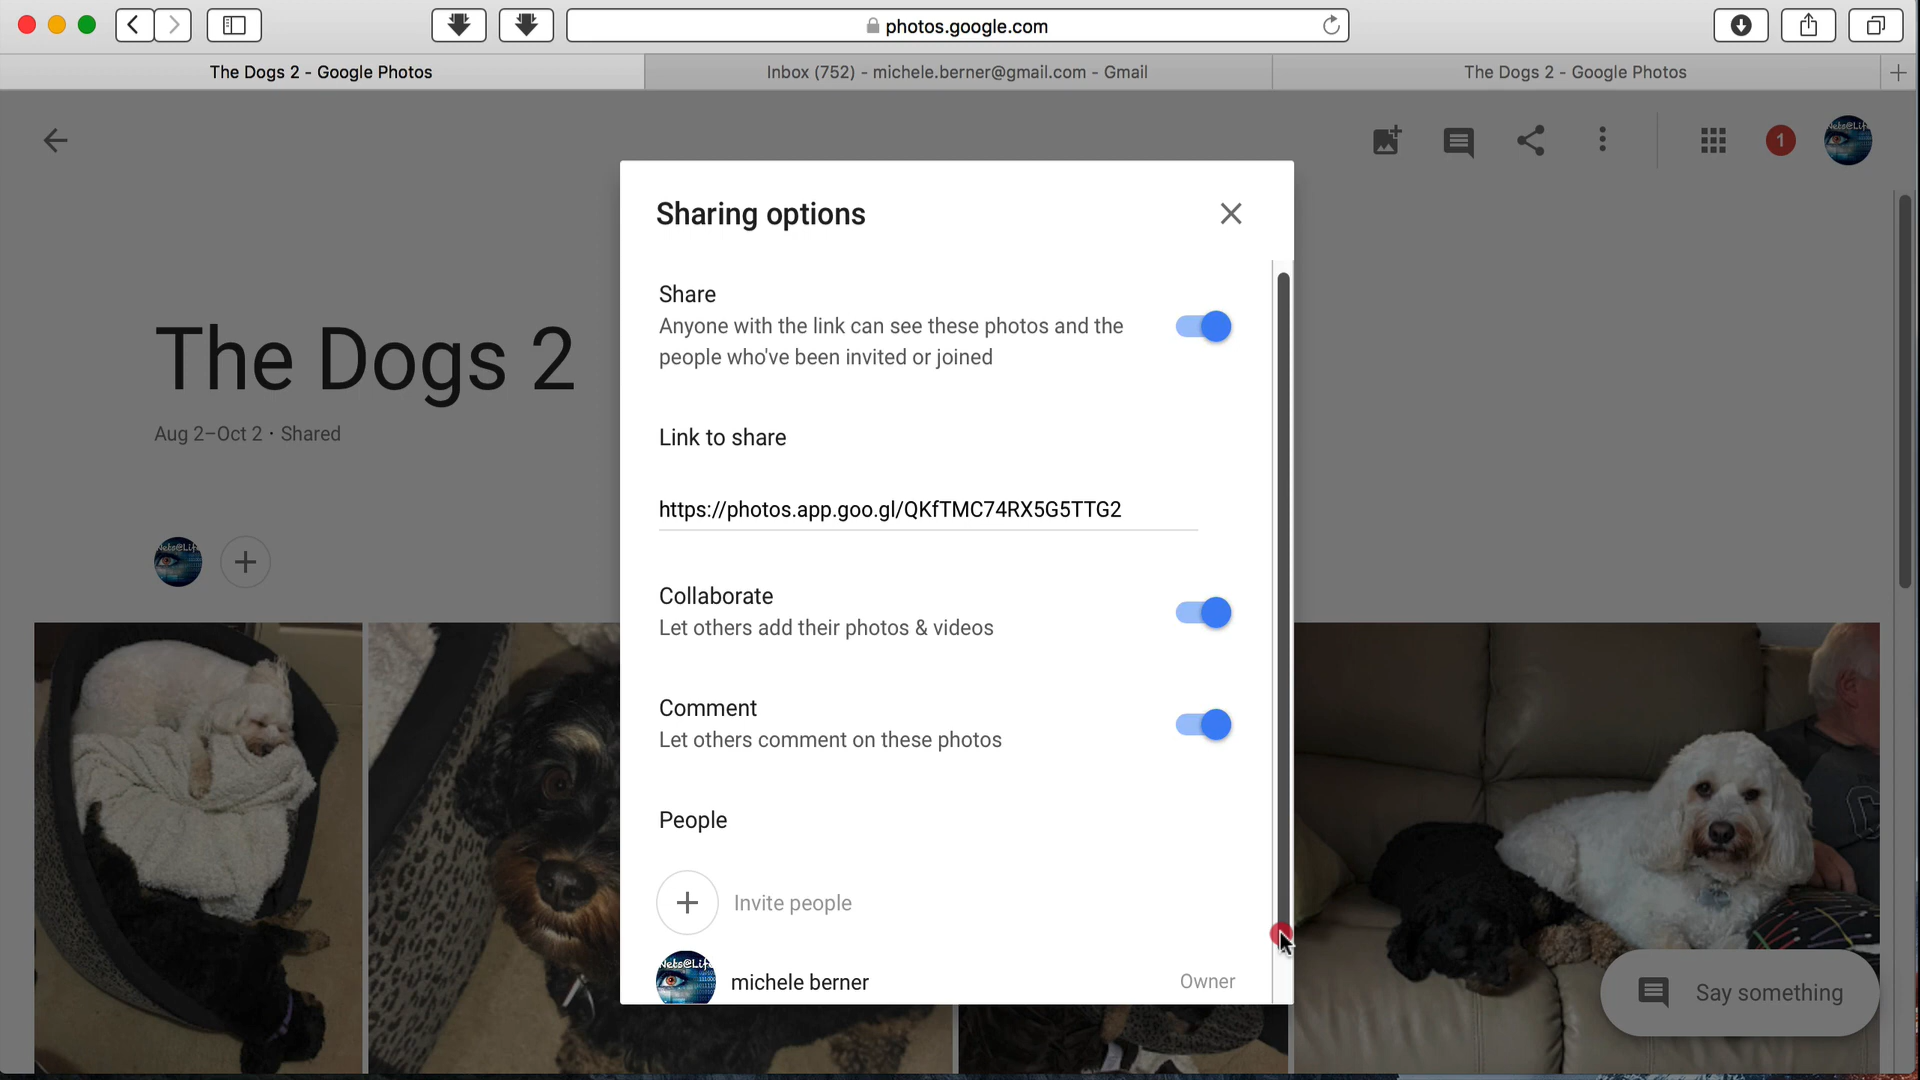 photos.google.com
The Dogs 2 - Google Photos
Inbox (752) - michele.berner@gmail.com - Gmail
The Dogs 2 - Google Photos
1
Nets@Life
Sharing options
Share
Anyone with the link can see these photos and the
people who've been invited or joined
The Dogs 2
Aug 2–Oct 2 · Shared
Link to share
https://photos.app.goo.gl/QKfTMC74RX5G5TTG2
Collaborate
Let others add their photos & videos
Comment
Let others comment on these photos
People
Invite people
michele berner
Owner
Say something